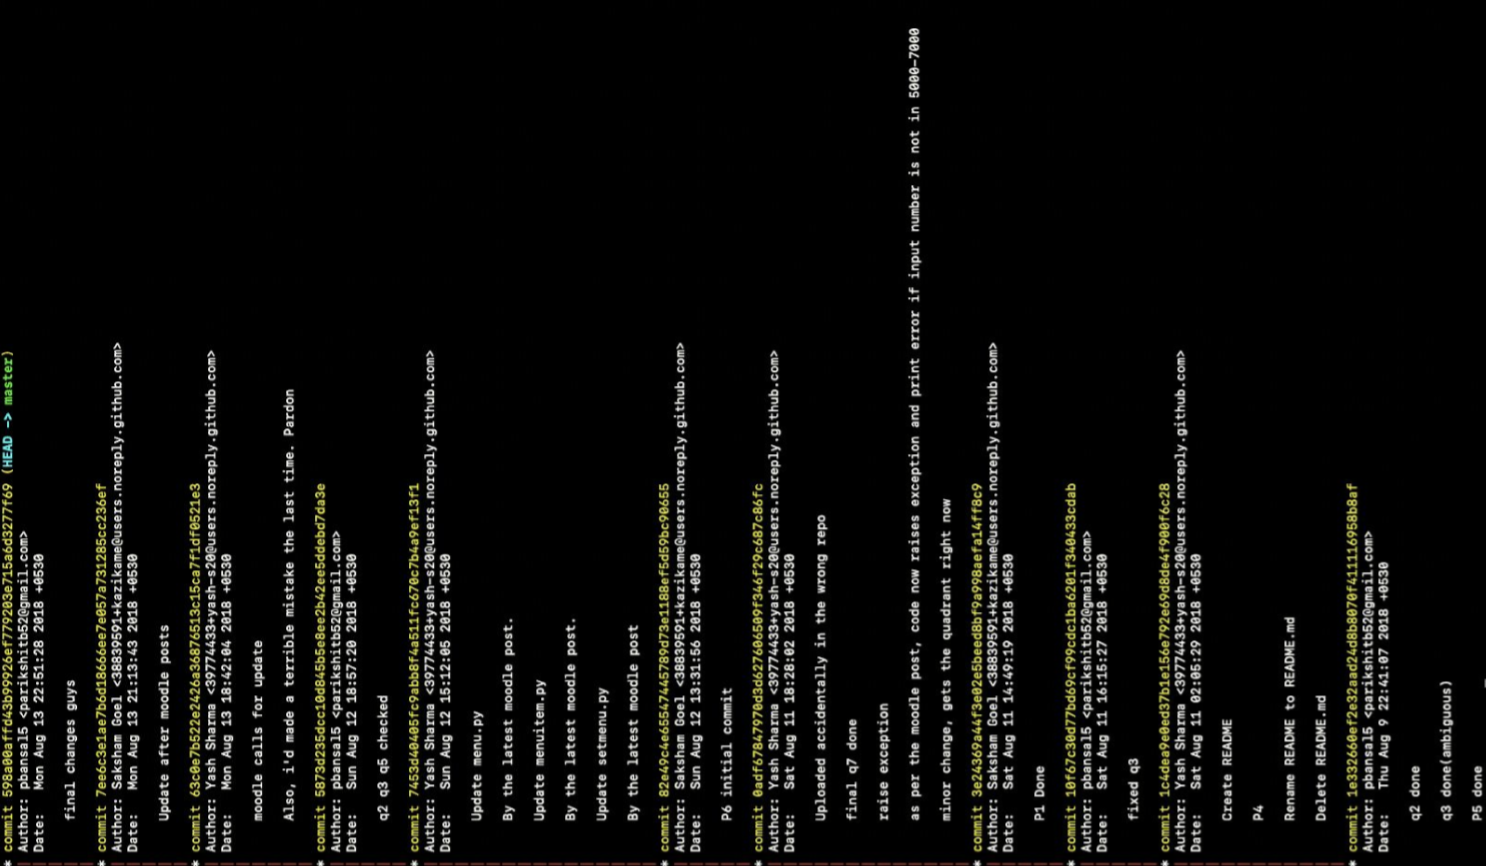 * commit 598a00affd43b99926ef779203e715a6d3277f69 (HEAD -> master)
Author: pbansal5 <parikshitb52@gmail.com>
Date: Mon Aug 13 22:51:28 2018 +0530
final changes guys
* commit 7ee6c3e1ae7b6d18666ee7e057a731285cc236ef
Author: Saksham Goel <38839591+kazikame@users.noreply.github.com>
Date: Mon Aug 13 21:13:43 2018 +0530
Update after moodle posts
* commit 63c0e7b522e2426a36876513c15ca7f1df0521e3
Author: Yash Sharma <39774433+yash-s20@users.noreply.github.com>
Date: Mon Aug 13 18:42:04 2018 +0530
moodle calls for update
Also, i'd made a terrible mistake the last time. Pardon
* commit 5873d235dcc10d845b5e8ee2b42ee5ddebd7da3e
Author: pbansal5 <parikshitb52@gmail.com>
Date: Sun Aug 12 18:57:20 2018 +0530
q2 q3 q5 checked
* commit 7453d40405fc9abb8f4a511fc670c7b4a9ef13f1
Author: Yash Sharma <39774433+yash-s20@users.noreply.github.com>
Date: Sun Aug 12 15:12:05 2018 +0530
Update menu.py
By the latest moodle post.
Update menuitem.py
By the latest moodle post.
Update setmenu.py
By the latest moodle post
* commit 82e49c4e65547445789d73e1188ef5d59bc90655
Author: Saksham Goel <38839591+kazikame@users.noreply.github.com>
Date: Sun Aug 12 13:31:56 2018 +0530
P6 initial commit
* commit 0adf67847970d3d62760509f346f29c687c86fc
Author: Yash Sharma <39774433+yash-s20@users.noreply.github.com>
Date: Sat Aug 11 18:28:02 2018 +0530
Uploaded accidentally in the wrong repo
final q7 done
raise exception
as per the moodle post, code now raises exception and print error if input number is not in 5000-7000
minor change, gets the quadrant right now
* commit 3e24369a44f3e02e5beed8bf9a998aefa14ff8c9
Author: Saksham Goel <38839591+kazikame@users.noreply.github.com>
Date: Sat Aug 11 14:49:19 2018 +0530
P1 Done
* commit 10f67c30d77bd69cf99cdc1ba6201f340433cdab
Author: pbansal5 <parikshitb52@gmail.com>
Date: Sat Aug 11 16:15:27 2018 +0530
fixed q3
* commit 1c4dea9e0ed37b1e156e792e69d8de4f900f6c28
Author: Yash Sharma <39774433+yash-s20@users.noreply.github.com>
Date: Sat Aug 11 02:05:29 2018 +0530
Create README
P4
Rename README to README.md
Delete README.md
* commit 1e332660ef2e32aad24d8b8070f411116958b8af
Author: pbansal5 <parikshitb52@gmail.com>
Date: Thu Aug 9 22:41:07 2018 +0530
q2 done
q3 done(ambiguous)
P5 done